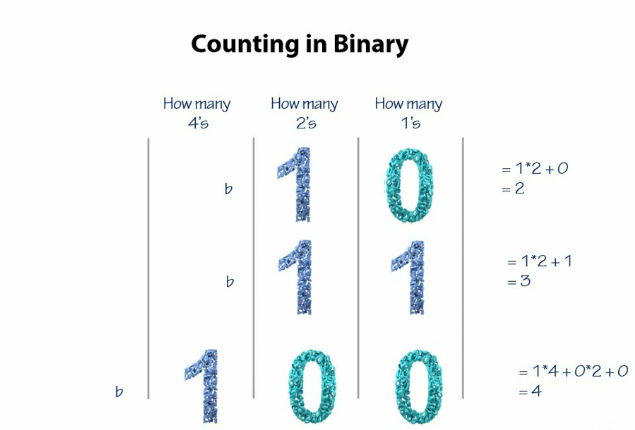 Counting in Binary
How many 4's
How many 2's
How many 1's
b 1 0 = 1*2 + 0
= 2
b 1 1 = 1*2 + 1
= 3
b 1 0 0 = 1*4 + 0*2 + 0
= 4